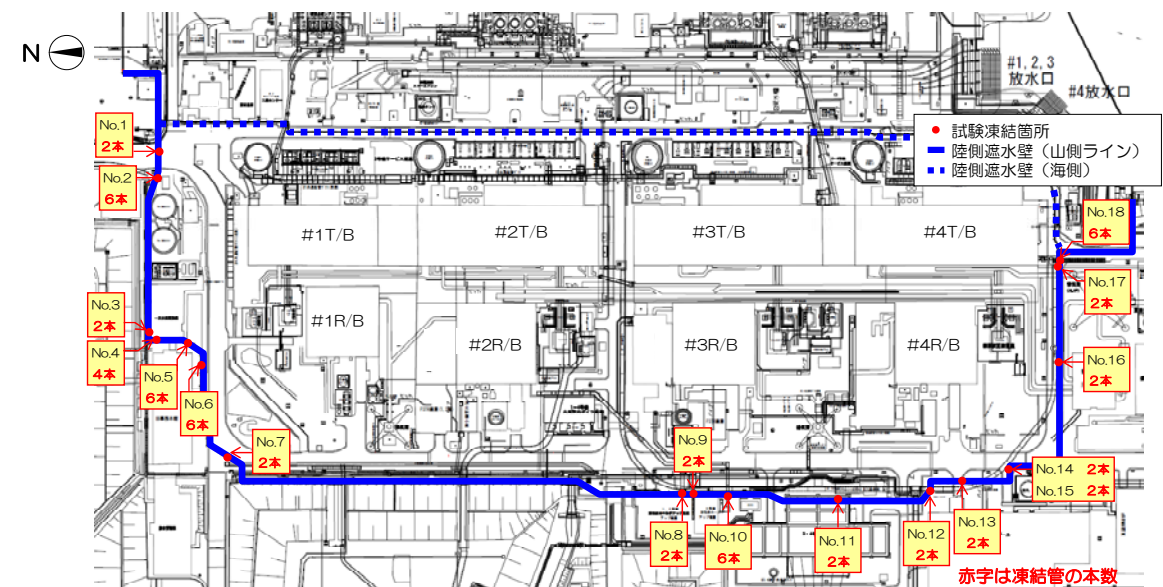 N
#1,2,3
放水口
#4放水口
● 試験凍結箇所
陸側遮水壁（山側ライン）
陸側遮水壁（海側）
No.1
2本
No.2
6本
No.3
2本
No.4
4本
No.5
6本
No.6
6本
No.7
2本
No.8
2本
No.9
2本
No.10
6本
No.11
2本
No.12
2本
No.13
2本
No.14 2本
No.15 2本
No.16
2本
No.17
2本
No.18
6本
#1T/B
#2T/B
#3T/B
#4T/B
#1R/B
#2R/B
#3R/B
#4R/B
赤字は凍結管の本数